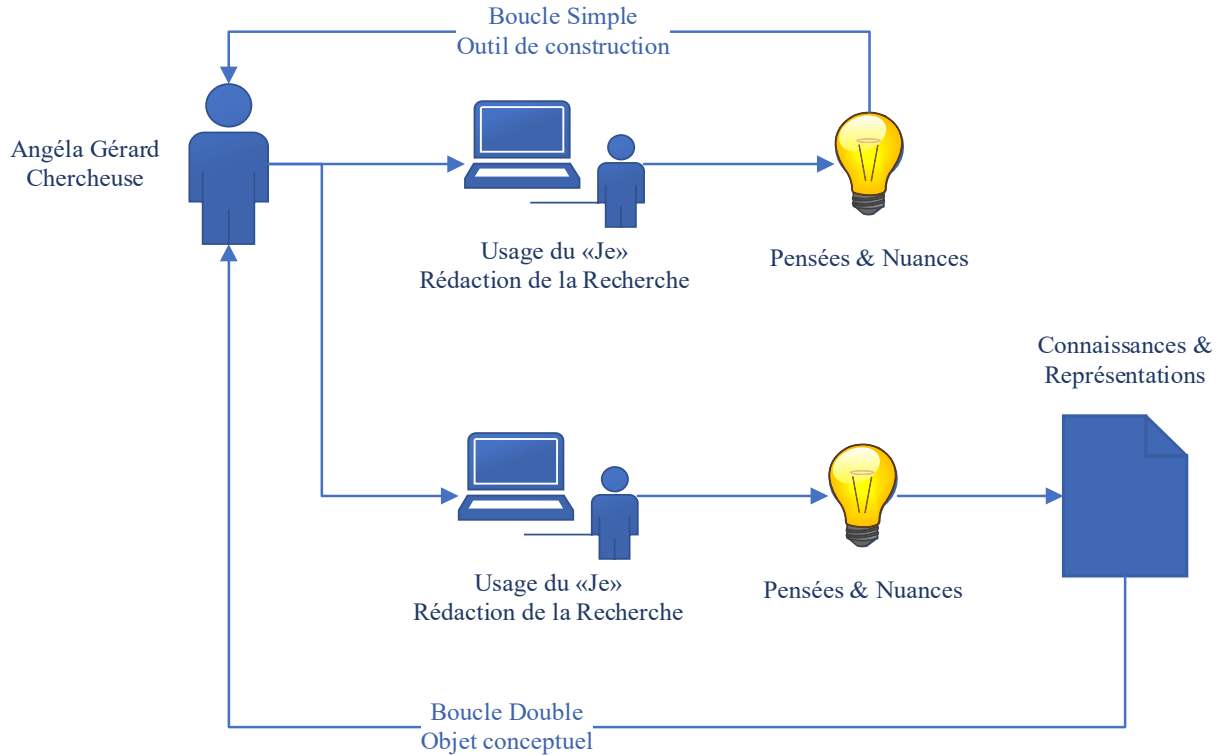 Boucle Simple
Outil de construction
Angéla Gérard
Chercheuse
Usage du «Je»
Rédaction de la Recherche
Pensées & Nuances
Connaissances &
Représentations
Usage du «Je»
Rédaction de la Recherche
Pensées & Nuances
Boucle Double
Objet conceptuel